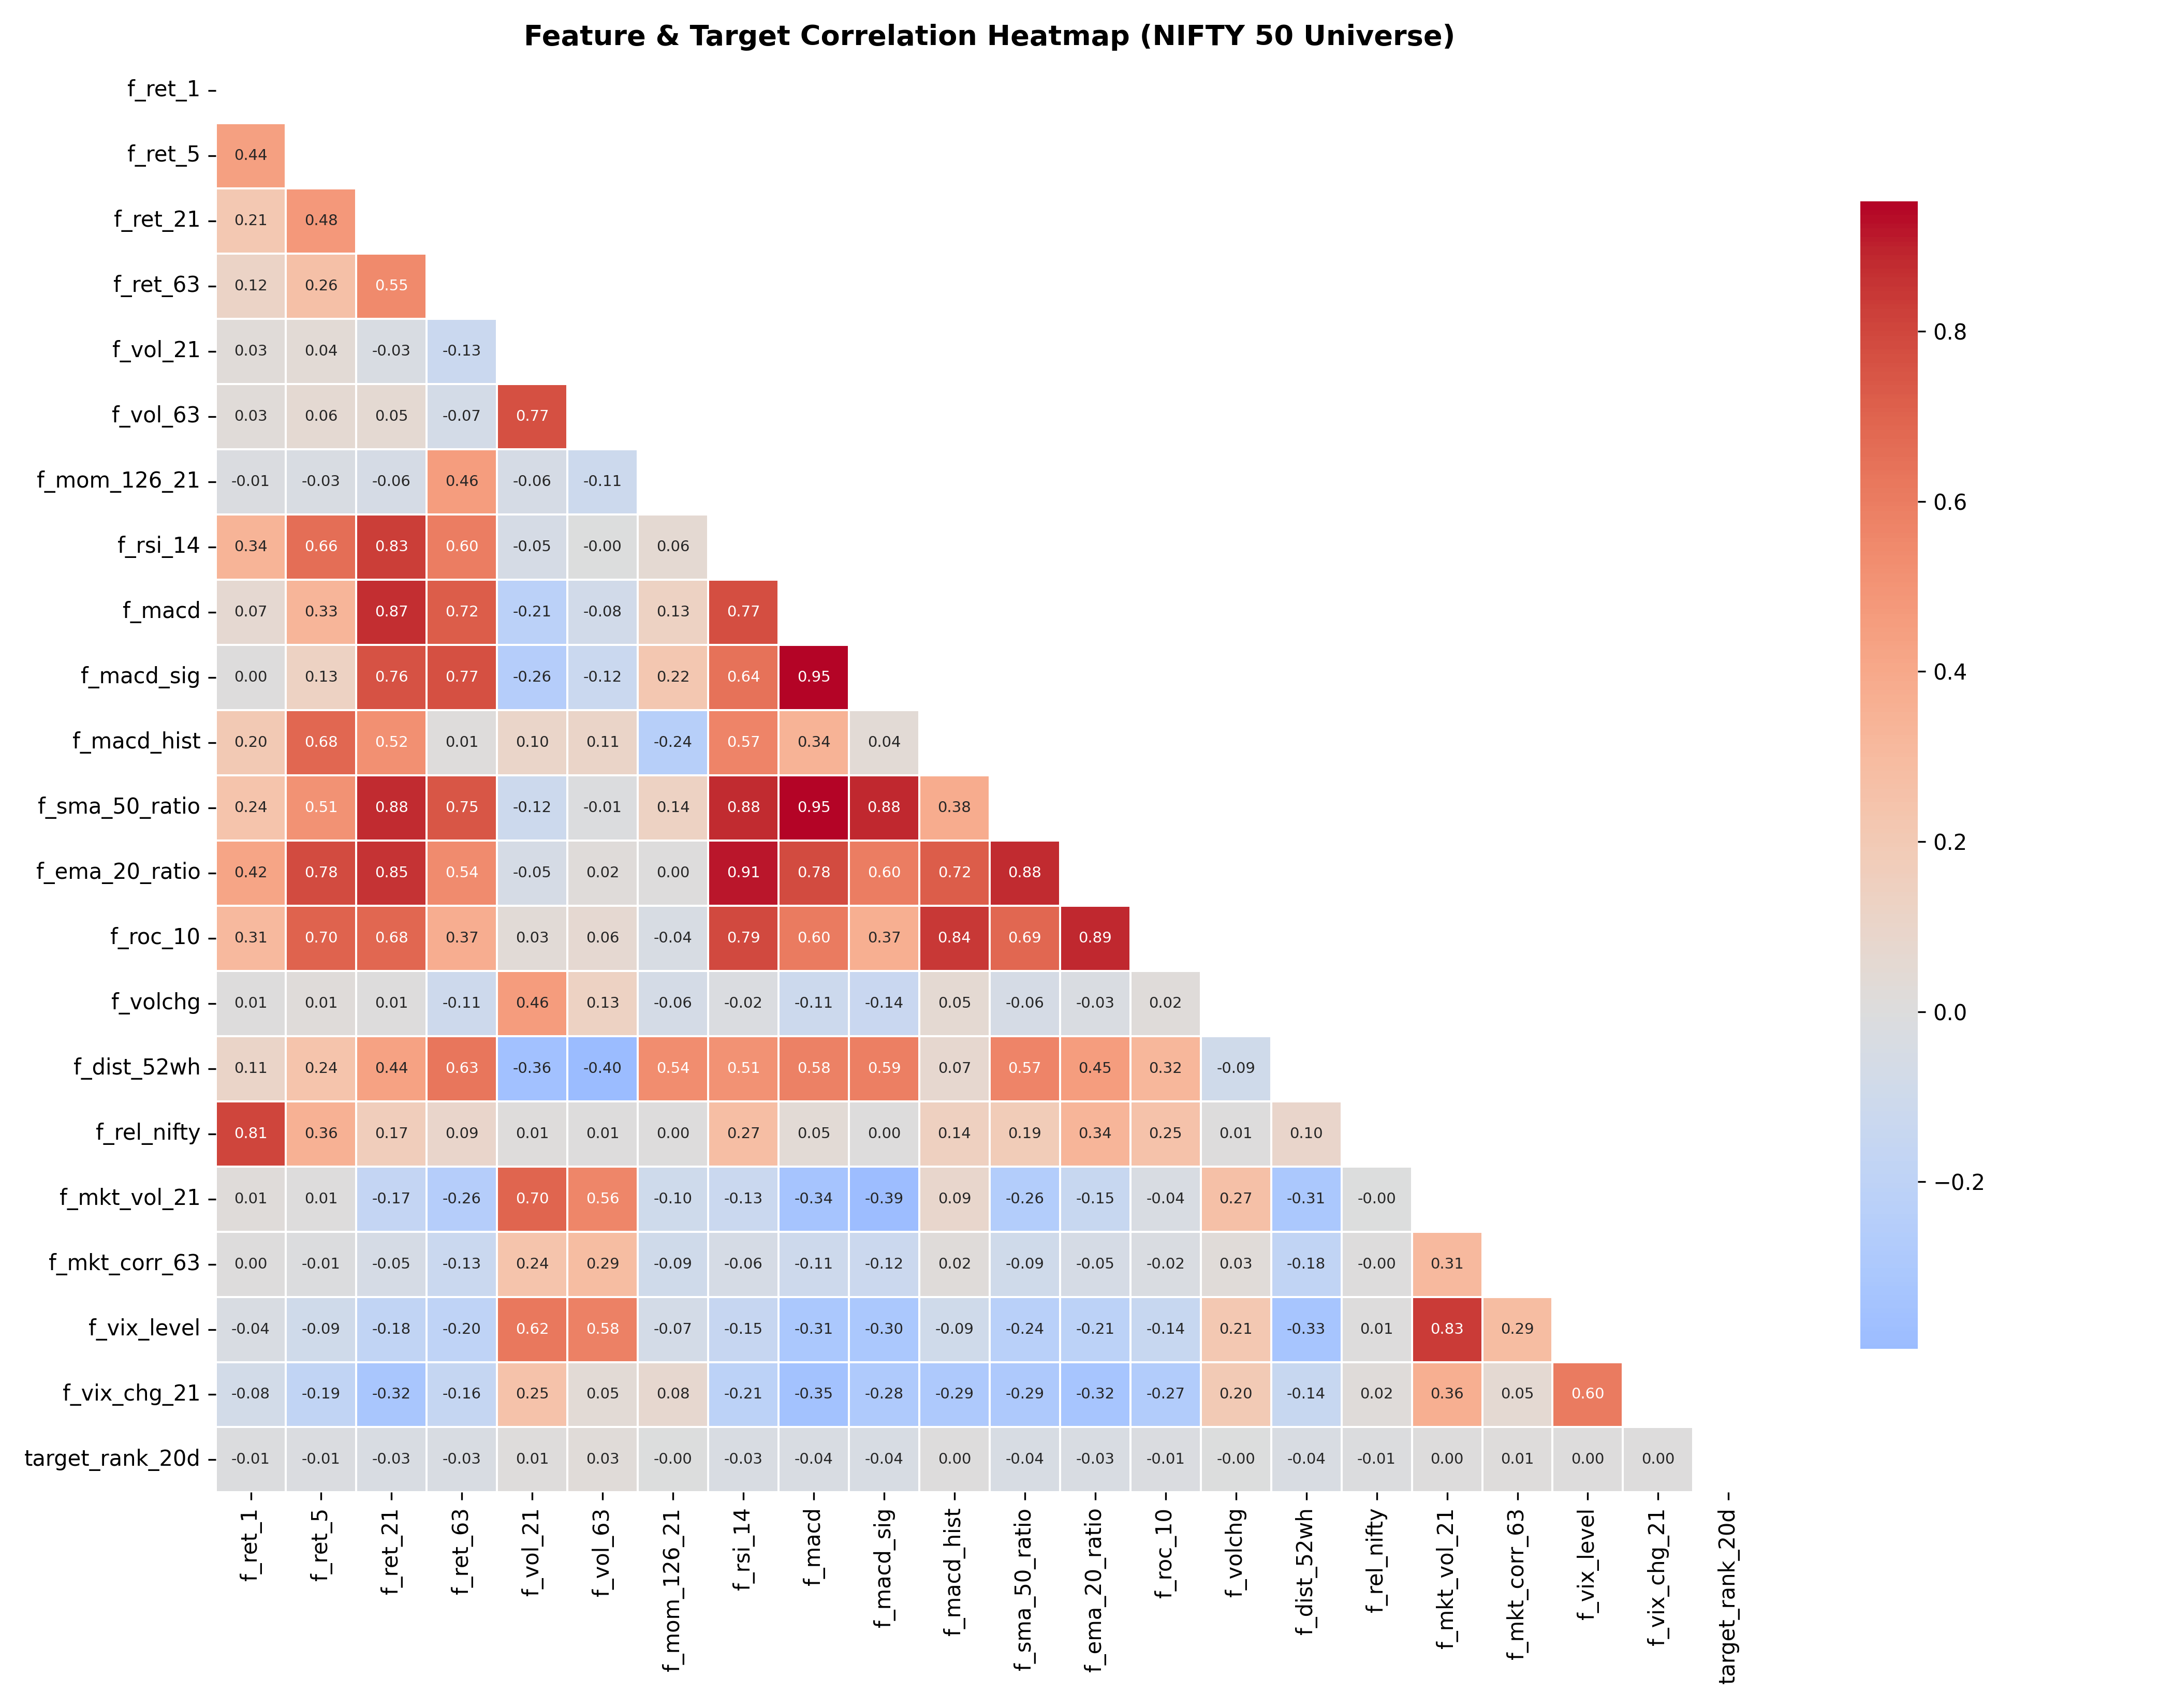 Feature & Target Correlation Heatmap (NIFTY 50 Universe)
f_ret_1
f_ret_5 0.44
f_ret_21 0.21 0.48
f_ret_63 0.12 0.26 0.55
f_vol_21 0.03 0.04 -0.03 -0.13
f_vol_63 0.03 0.06 0.05 -0.07 0.77
f_mom_126_21 -0.01 -0.03 -0.06 0.46 -0.06 -0.11
f_rsi_14 0.34 0.66 0.83 0.60 -0.05 -0.00 0.06
f_macd 0.07 0.33 0.87 0.72 -0.21 -0.08 0.13 0.77
f_macd_sig 0.00 0.13 0.76 0.77 -0.26 -0.12 0.22 0.64 0.95
f_macd_hist 0.20 0.68 0.52 0.01 0.10 0.11 -0.24 0.57 0.34 0.04
f_sma_50_ratio 0.24 0.51 0.88 0.75 -0.12 -0.01 0.14 0.88 0.95 0.88 0.38
f_ema_20_ratio 0.42 0.78 0.85 0.54 -0.05 0.02 0.00 0.91 0.78 0.60 0.72 0.88
f_roc_10 0.31 0.70 0.68 0.37 0.03 0.06 -0.04 0.79 0.60 0.37 0.84 0.69 0.89
f_volchg 0.01 0.01 0.01 -0.11 0.46 0.13 -0.06 -0.02 -0.11 -0.14 0.05 -0.06 -0.03 0.02
f_dist_52wh 0.11 0.24 0.44 0.63 -0.36 -0.40 0.54 0.51 0.58 0.59 0.07 0.57 0.45 0.32 -0.09
f_rel_nifty 0.81 0.36 0.17 0.09 0.01 0.01 0.00 0.27 0.05 0.00 0.14 0.19 0.34 0.25 0.01 0.10
f_mkt_vol_21 0.01 0.01 -0.17 -0.26 0.70 0.56 -0.10 -0.13 -0.34 -0.39 0.09 -0.26 -0.15 -0.04 0.27 -0.31 -0.00
f_mkt_corr_63 0.00 -0.01 -0.05 -0.13 0.24 0.29 -0.09 -0.06 -0.11 -0.12 0.02 -0.09 -0.05 -0.02 0.03 -0.18 -0.00 0.31
f_vix_level -0.04 -0.09 -0.18 -0.20 0.62 0.58 -0.07 -0.15 -0.31 -0.30 -0.09 -0.24 -0.21 -0.14 0.21 -0.33 0.01 0.83 0.29
f_vix_chg_21 -0.08 -0.19 -0.32 -0.16 0.25 0.05 0.08 -0.21 -0.35 -0.28 -0.29 -0.29 -0.32 -0.27 0.20 -0.14 0.02 0.36 0.05 0.60
target_rank_20d -0.01 -0.01 -0.03 -0.03 0.01 0.03 -0.00 -0.03 -0.04 -0.04 0.00 -0.04 -0.03 -0.01 -0.00 -0.04 -0.01 0.00 0.01 0.00 0.00
f_ret_1 f_ret_5 f_ret_21 f_ret_63 f_vol_21 f_vol_63 f_mom_126_21 f_rsi_14 f_macd f_macd_sig f_macd_hist f_sma_50_ratio f_ema_20_ratio f_roc_10 f_volchg f_dist_52wh f_rel_nifty f_mkt_vol_21 f_mkt_corr_63 f_vix_level f_vix_chg_21 target_rank_20d
0.8
0.6
0.4
0.2
0.0
−0.2